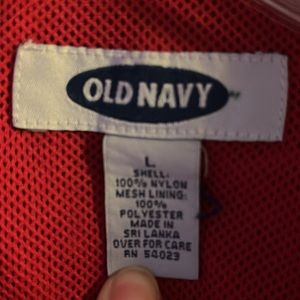 OLD NAVY
L
SHELL:
100% NYLON
MESH LINING:
100%
POLYESTER
MADE IN
SRI LANKA
OVER FOR CARE
RN 54023